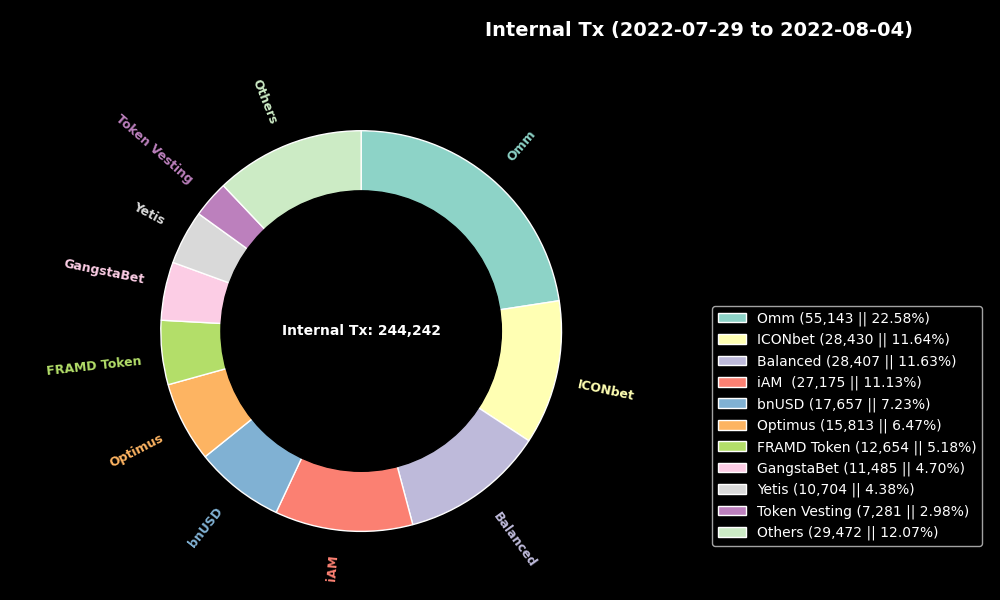 Internal Tx (2022-07-29 to 2022-08-04)
Others
Omm
Token Vesting
Yetis
GangstaBet
Internal Tx: 244,242
FRAMD Token
ICONbet
Optimus
bnUSD
Balanced
iAM
Omm (55,143 || 22.58%)
ICONbet (28,430 || 11.64%)
Balanced (28,407 || 11.63%)
iAM  (27,175 || 11.13%)
bnUSD (17,657 || 7.23%)
Optimus (15,813 || 6.47%)
FRAMD Token (12,654 || 5.18%)
GangstaBet (11,485 || 4.70%)
Yetis (10,704 || 4.38%)
Token Vesting (7,281 || 2.98%)
Others (29,472 || 12.07%)